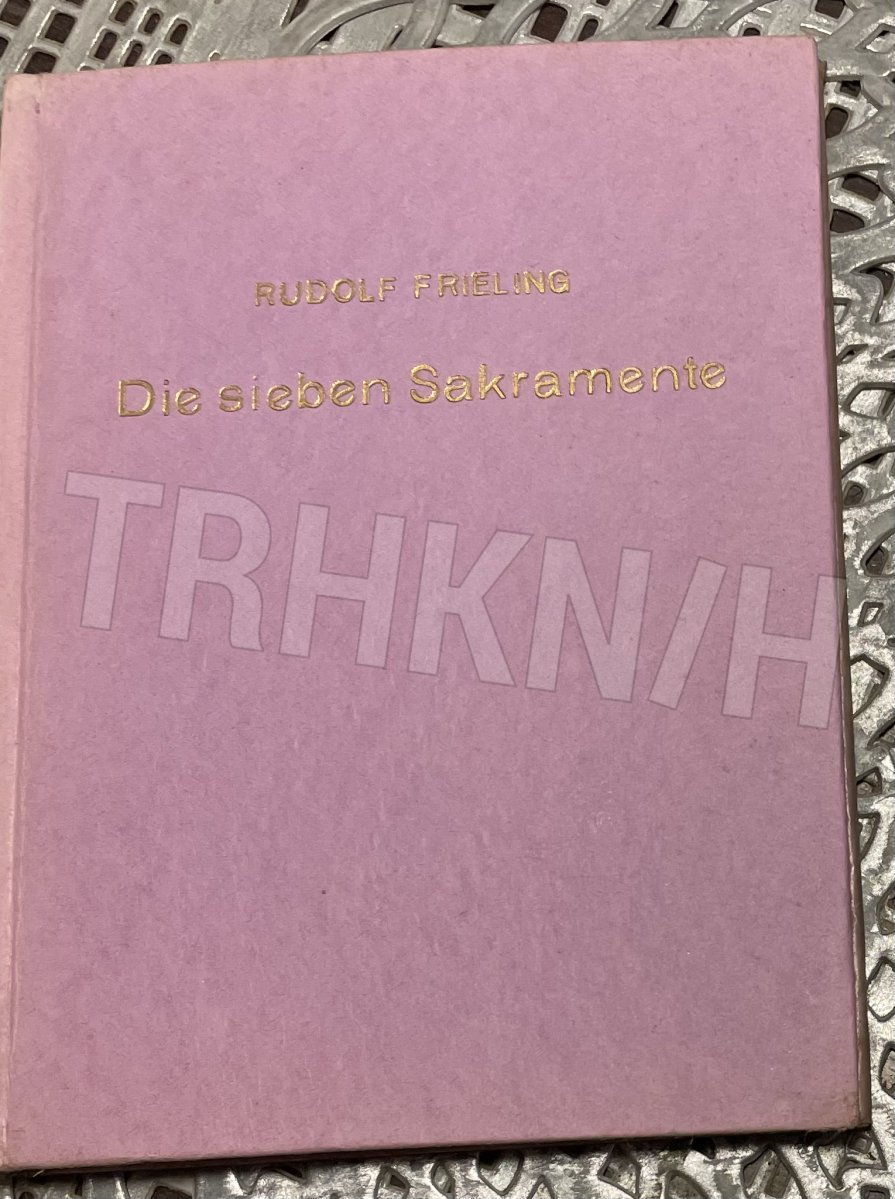 RUDOLF FRIELING
Die sieben Sakramente
TRHKN/H